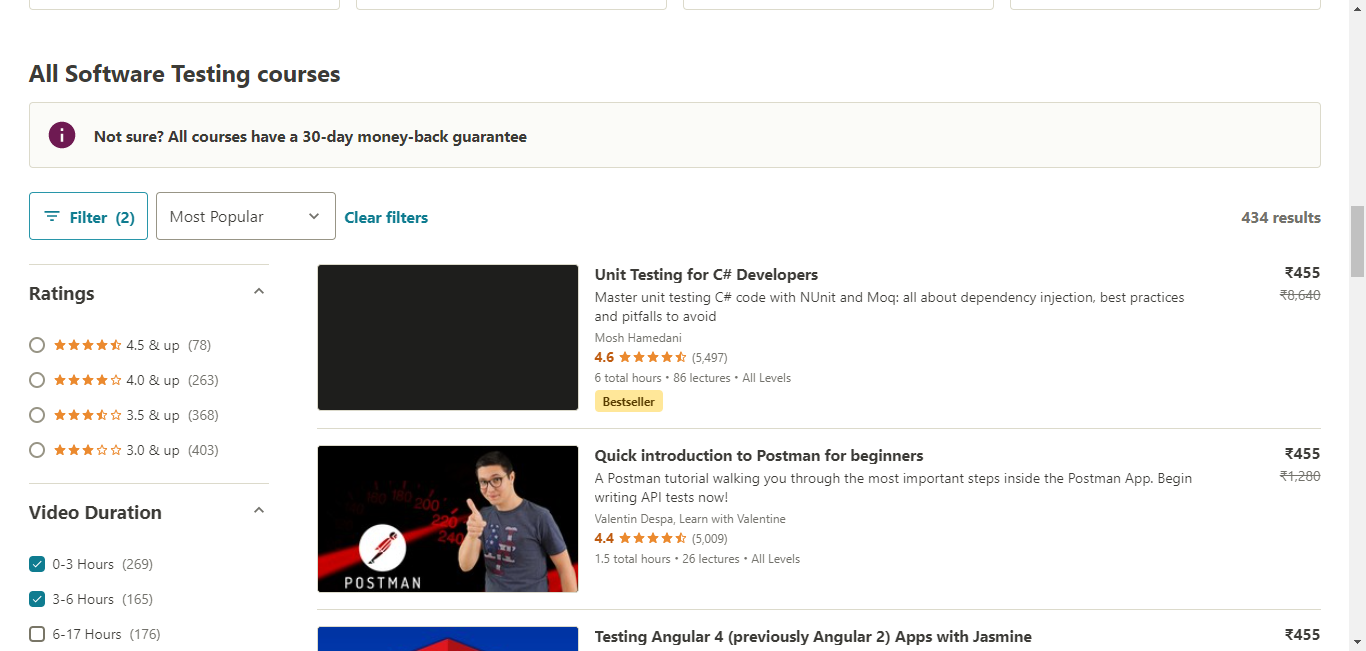 All Software Testing courses
Not sure? All courses have a 30-day money-back guarantee
Filter (2)
Most Popular
Clear filters
434 results
Ratings
4.5 & up (78)
4.0 & up (263)
3.5 & up (368)
3.0 & up (403)
Video Duration
0-3 Hours (269)
3-6 Hours (165)
6-17 Hours (176)
Unit Testing for C# Developers
₹455
Master unit testing C# code with NUnit and Moq: all about dependency injection, best practices
₹8,640
and pitfalls to avoid
Mosh Hamedani
4.6 (5,497)
6 total hours • 86 lectures • All Levels
Bestseller
160 180 200
220
240
POSTMAN
Quick introduction to Postman for beginners
₹455
A Postman tutorial walking you through the most important steps inside the Postman App. Begin
₹1,280
writing API tests now!
Valentin Despa, Learn with Valentine
4.4 (5,009)
1.5 total hours • 26 lectures • All Levels
Testing Angular 4 (previously Angular 2) Apps with Jasmine
₹455